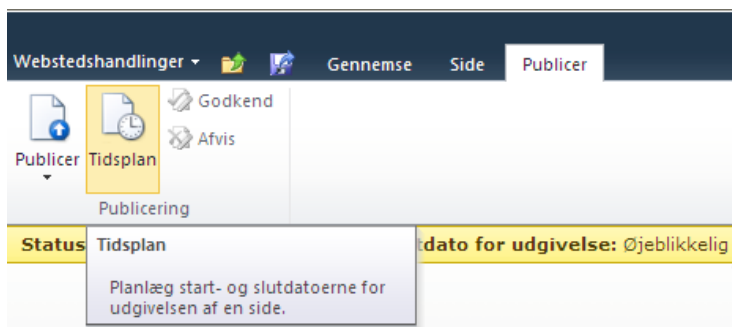 Webstedshandlinger Gennemse Side Publicer
Godkend
Afvis
Publicer Tidsplan
Publicering
Status dato for udgivelse: Øjeblikkelig
Tidsplan
Planlæg start- og slutdatoerne for
udgivelsen af en side.